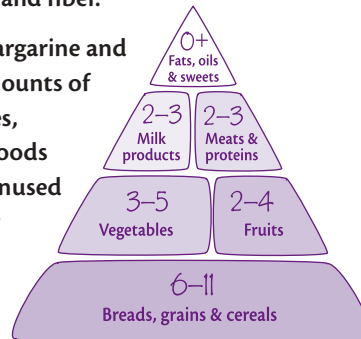 and fiber.
argarine and
ounts of
es,
oods
nused
0+
Fats, oils
& sweets
2–3
Milk
products
2–3
Meats &
proteins
3–5
Vegetables
2–4
Fruits
6–11
Breads, grains & cereals